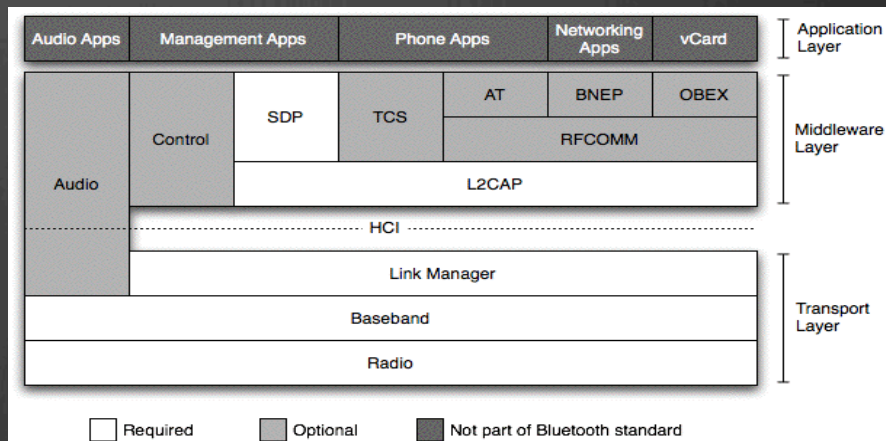 Audio Apps
Management Apps
Phone Apps
Networking
Apps
vCard
Application
Layer
Audio
Control
SDP
TCS
AT
BNEP
OBEX
RFCOMM
L2CAP
Middleware
Layer
HCI
Link Manager
Baseband
Radio
Transport
Layer
Required
Optional
Not part of Bluetooth standard